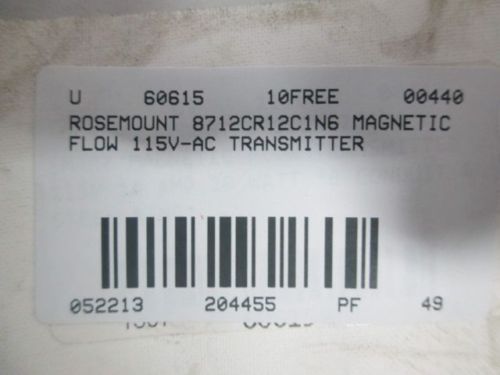 U 60615 10FREE 00440
ROSEMOUNT 8712CR12C1N6 MAGNETIC
FLOW 115V-AC TRANSMITTER
052213 204455 PF 49